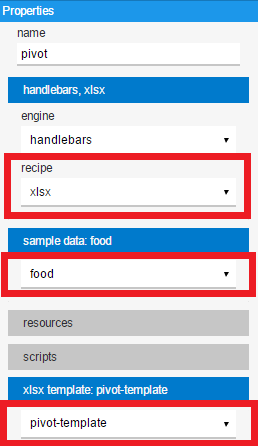 Properties
name
pivot
handlebars, xlsx
engine
handlebars
recipe
xlsx
sample data: food
food
resources
scripts
xlsx template: pivot-template
pivot-template